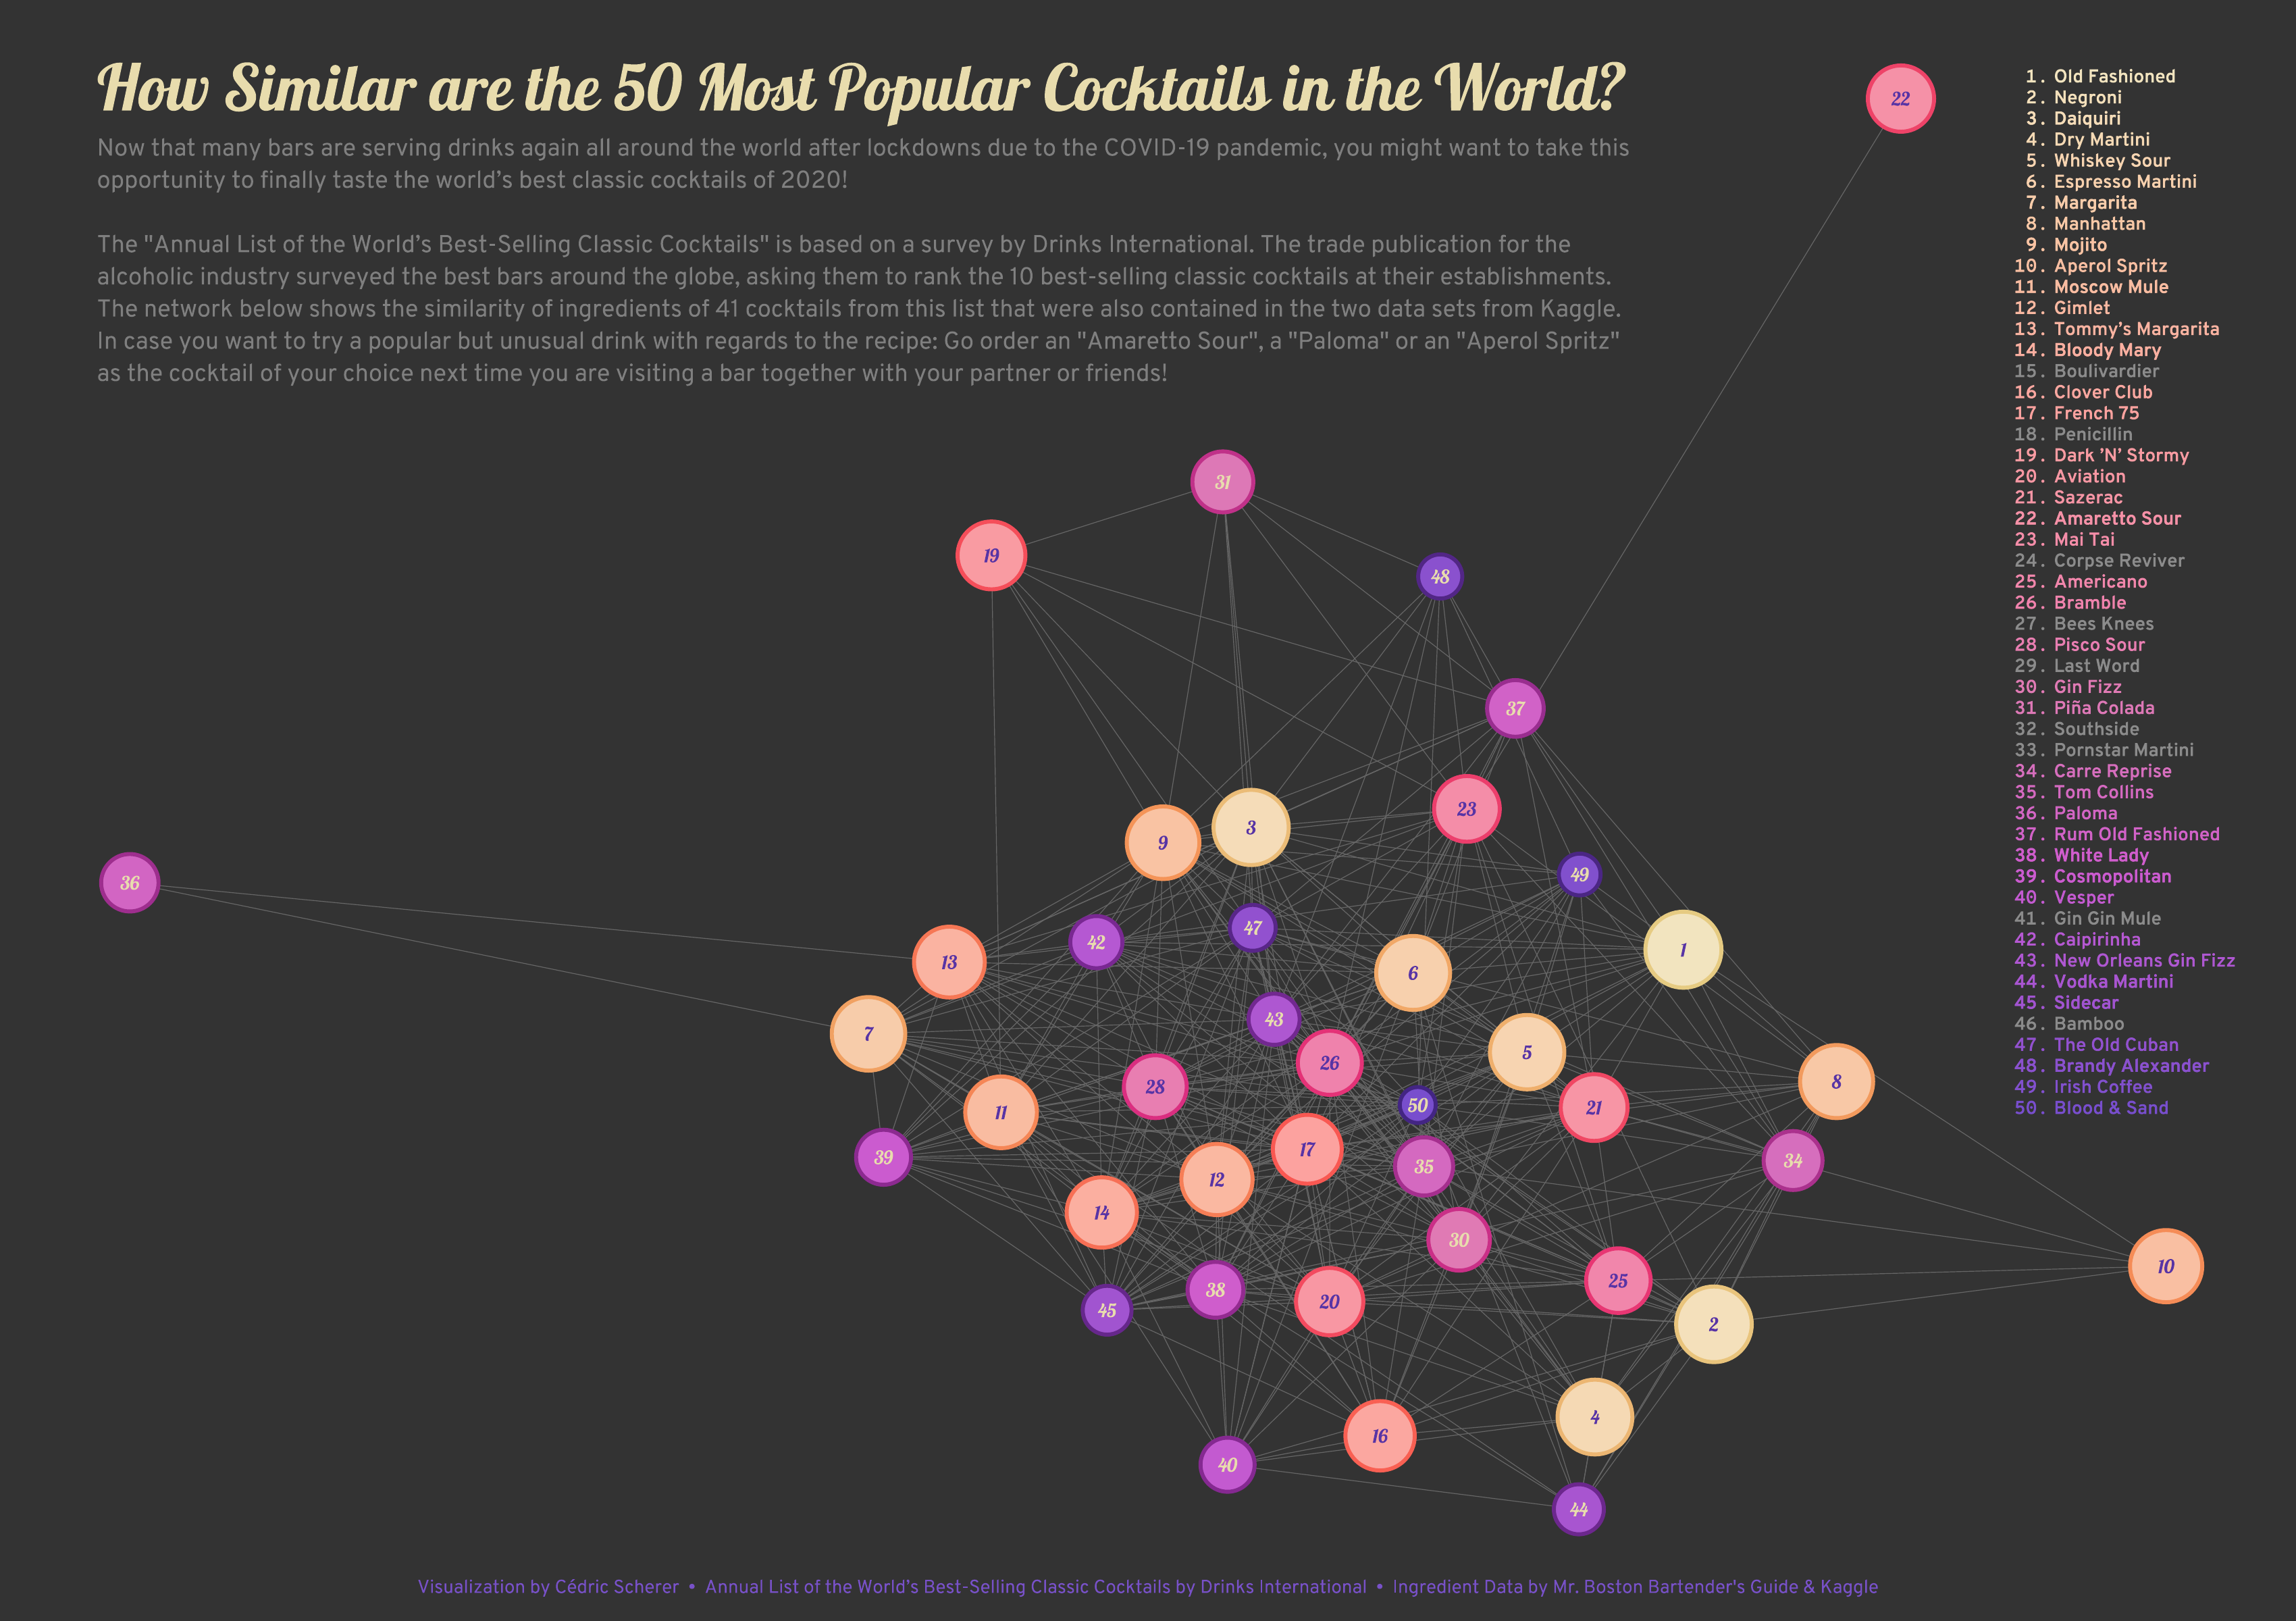 How Similar are the 50 Most Popular Cocktails in the World?
Now that many bars are serving drinks again all around the world after lockdowns due to the COVID-19 pandemic, you might want to take this
opportunity to finally taste the world’s best classic cocktails of 2020!
The "Annual List of the World’s Best-Selling Classic Cocktails" is based on a survey by Drinks International. The trade publication for the
alcoholic industry surveyed the best bars around the globe, asking them to rank the 10 best-selling classic cocktails at their establishments.
The network below shows the similarity of ingredients of 41 cocktails from this list that were also contained in the two data sets from Kaggle.
In case you want to try a popular but unusual drink with regards to the recipe: Go order an "Amaretto Sour", a "Paloma" or an "Aperol Spritz"
as the cocktail of your choice next time you are visiting a bar together with your partner or friends!
1. Old Fashioned
2. Negroni
3. Daiquiri
4. Dry Martini
5. Whiskey Sour
6. Espresso Martini
7. Margarita
8. Manhattan
9. Mojito
10. Aperol Spritz
11. Moscow Mule
12. Gimlet
13. Tommy’s Margarita
14. Bloody Mary
15. Boulivardier
16. Clover Club
17. French 75
18. Penicillin
19. Dark ’N’ Stormy
20. Aviation
21. Sazerac
22. Amaretto Sour
23. Mai Tai
24. Corpse Reviver
25. Americano
26. Bramble
27. Bees Knees
28. Pisco Sour
29. Last Word
30. Gin Fizz
31. Piña Colada
32. Southside
33. Pornstar Martini
34. Carre Reprise
35. Tom Collins
36. Paloma
37. Rum Old Fashioned
38. White Lady
39. Cosmopolitan
40. Vesper
41. Gin Gin Mule
42. Caipirinha
43. New Orleans Gin Fizz
44. Vodka Martini
45. Sidecar
46. Bamboo
47. The Old Cuban
48. Brandy Alexander
49. Irish Coffee
50. Blood & Sand
22
31
19
48
37
23
3
9
49
36
47
42
1
13
6
43
7
5
26
8
28
50
21
11
17
39
34
35
12
14
30
10
25
38
20
45
2
4
16
40
44
Visualization by Cédric Scherer • Annual List of the World’s Best-Selling Classic Cocktails by Drinks International • Ingredient Data by Mr. Boston Bartender's Guide & Kaggle